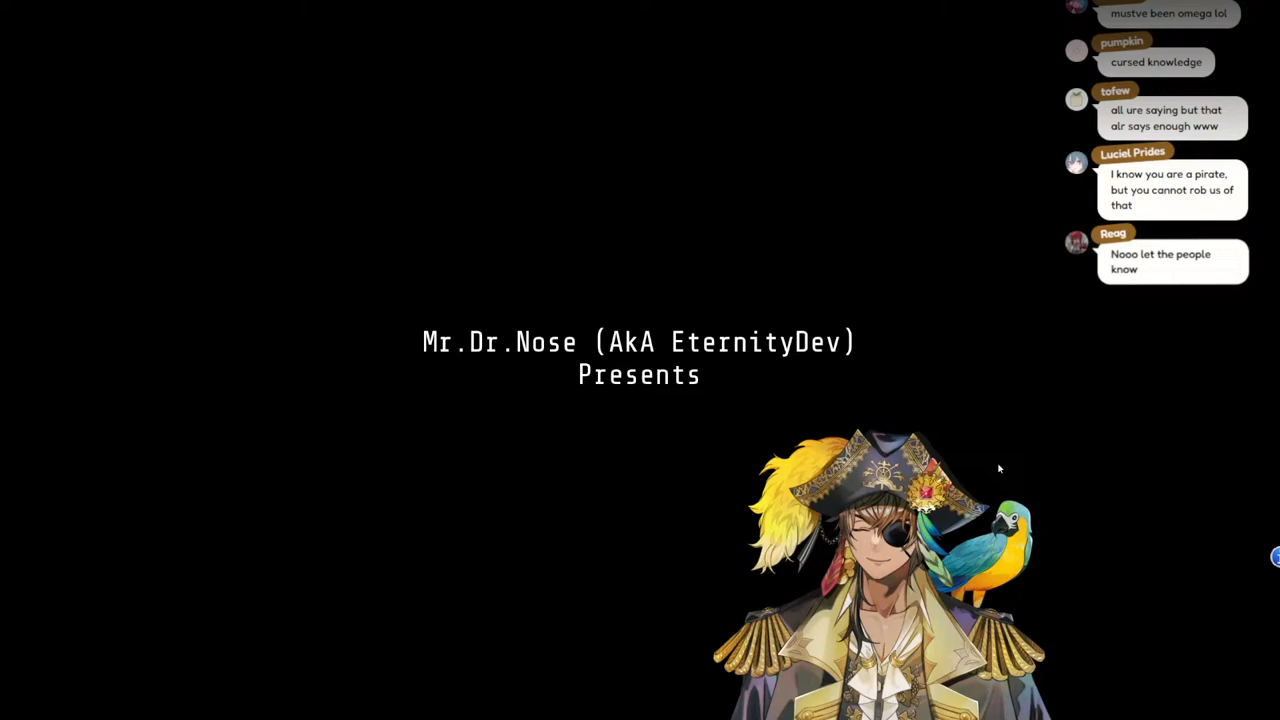 mustve been omega lol
pumpkin
cursed knowledge
tofew
all ure saying but that
alr says enough www
Luciel Prides
I know you are a pirate,
but you cannot rob us of
that
Reag
Nooo let the people
know
Mr.Dr.Nose (AkA EternityDev)
Presents